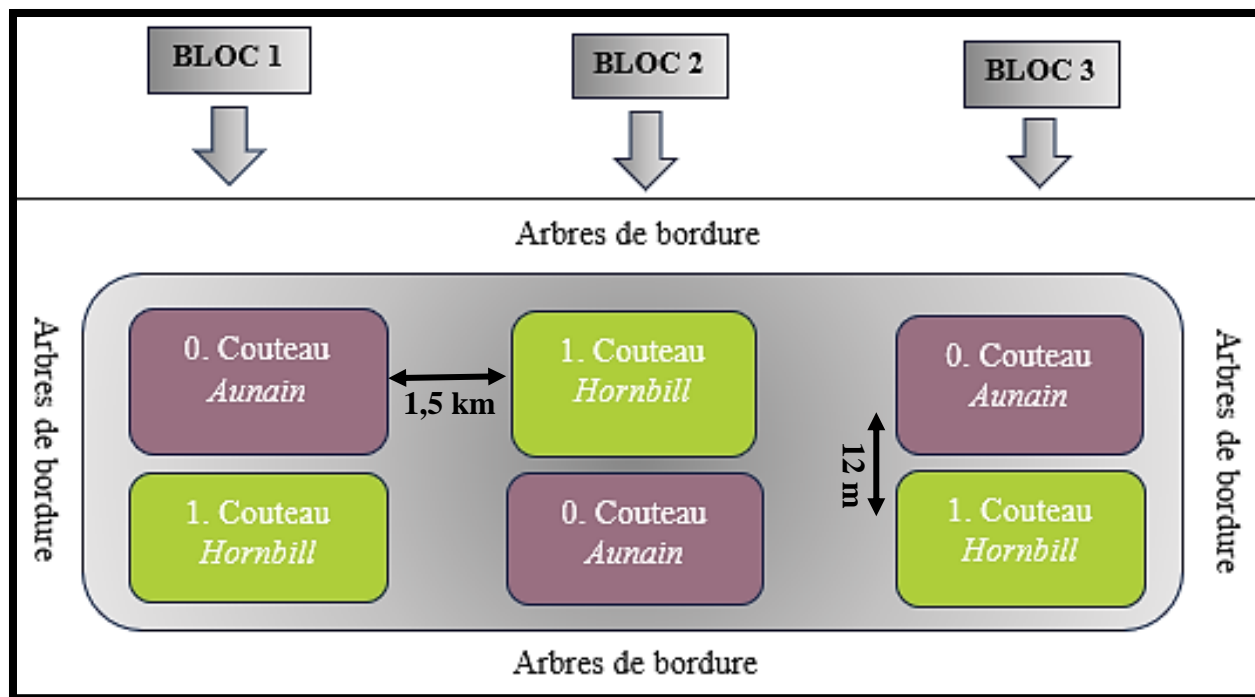 BLOC 1
BLOC 2
BLOC 3
Arbres de bordure
Arbres de bordure
0. Couteau
Aunain
1,5 km
1. Couteau
Hornbill
0. Couteau
Aunain
12 m
1. Couteau
Hornbill
0. Couteau
Aunain
1. Couteau
Hornbill
Arbres de bordure
Arbres de bordure